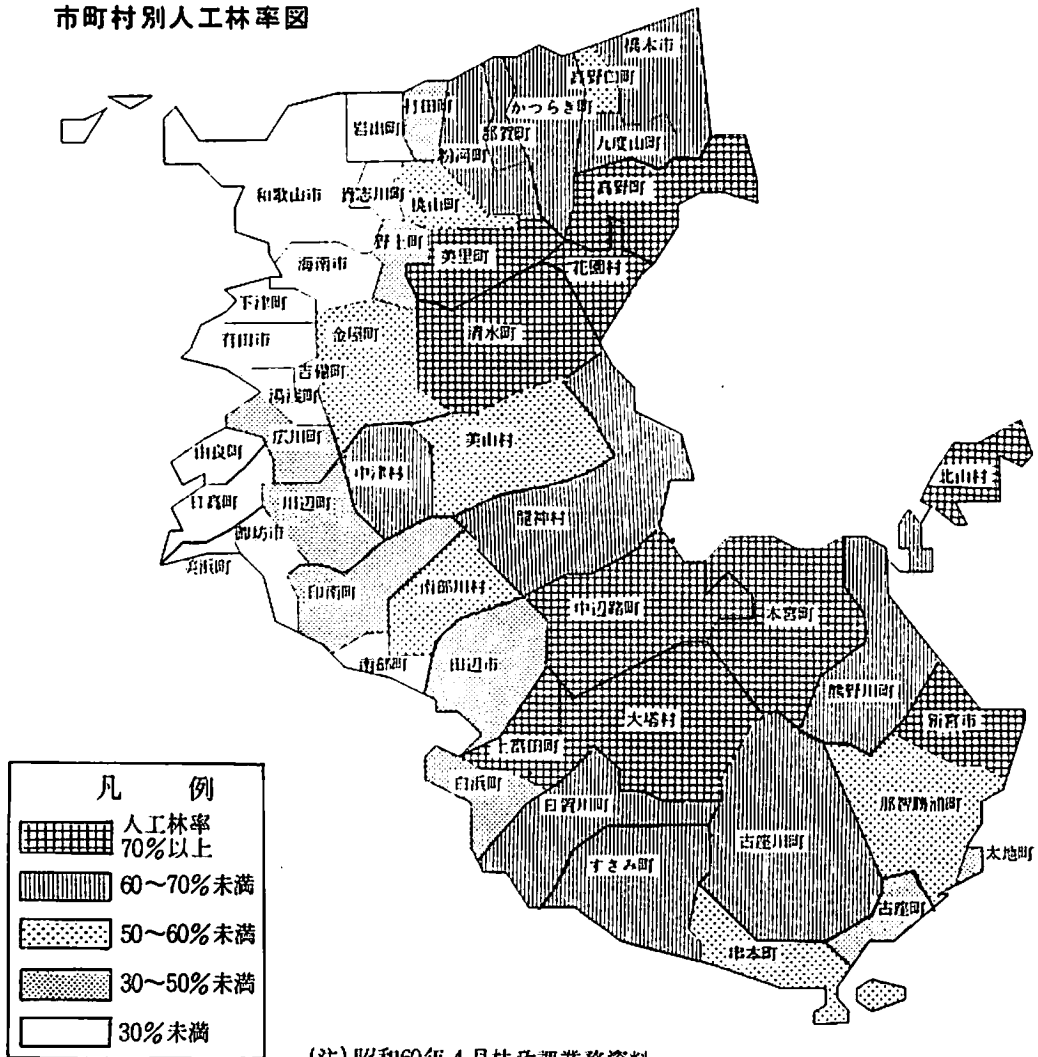 市町村別人工林率図
橋本市
高野口町
打田町
かつらぎ町
岩出町
那賀町
粉河町
九度山町
高野町
和歌山市
貴志川町
桃山町
野上町
美里町
花園村
海南市
下津町
有田市
金屋町
清水町
吉備町
湯浅町
広川町
美山村
由良町
中津村
北山村
日高町
川辺町
龍神村
御坊市
美浜町
印南町
南部川村
中辺路町
本宮町
南部町
田辺市
熊野川町
大塔村
新宮市
上富田町
白浜町
日置川町
那智勝浦町
古座川町
すさみ町
太地町
古座町
串本町
凡 例
人工林率
70%以上
60～70%未満
50～60%未満
30～50%未満
30%未満